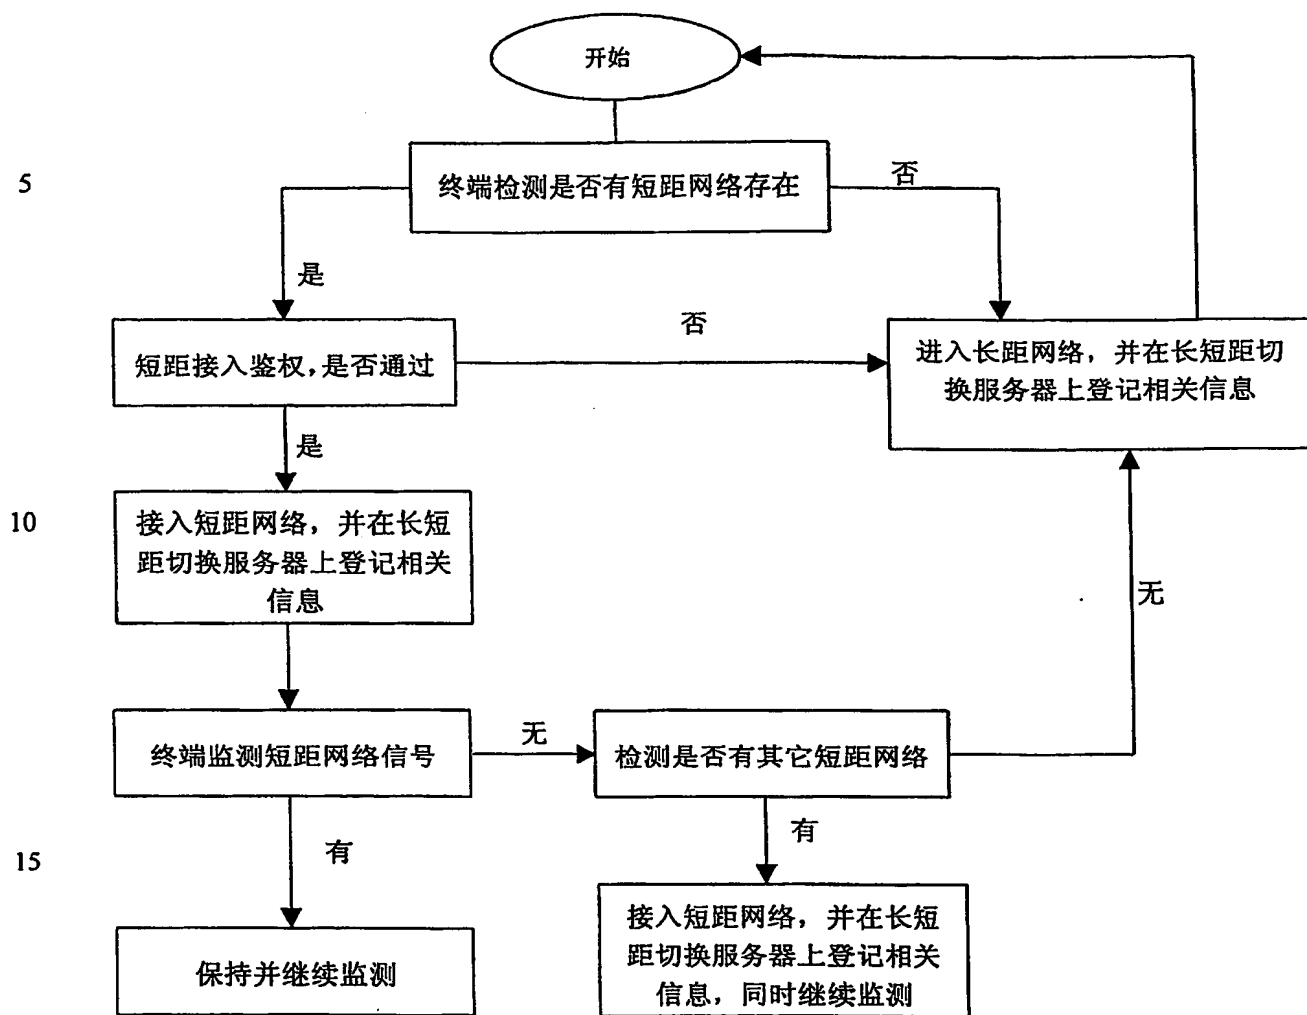 开始
5
终端检测是否有短距网络存在
否
是
短距接入鉴权,是否通过
否
进入长距网络，并在长短距切
换服务器上登记相关信息
是
10
接入短距网络，并在长短
距切换服务器上登记相关
信息
无
终端监测短距网络信号
无
检测是否有其它短距网络
15
有
有
保持并继续监测
接入短距网络，并在长短
距切换服务器上登记相关
信息，同时继续监测